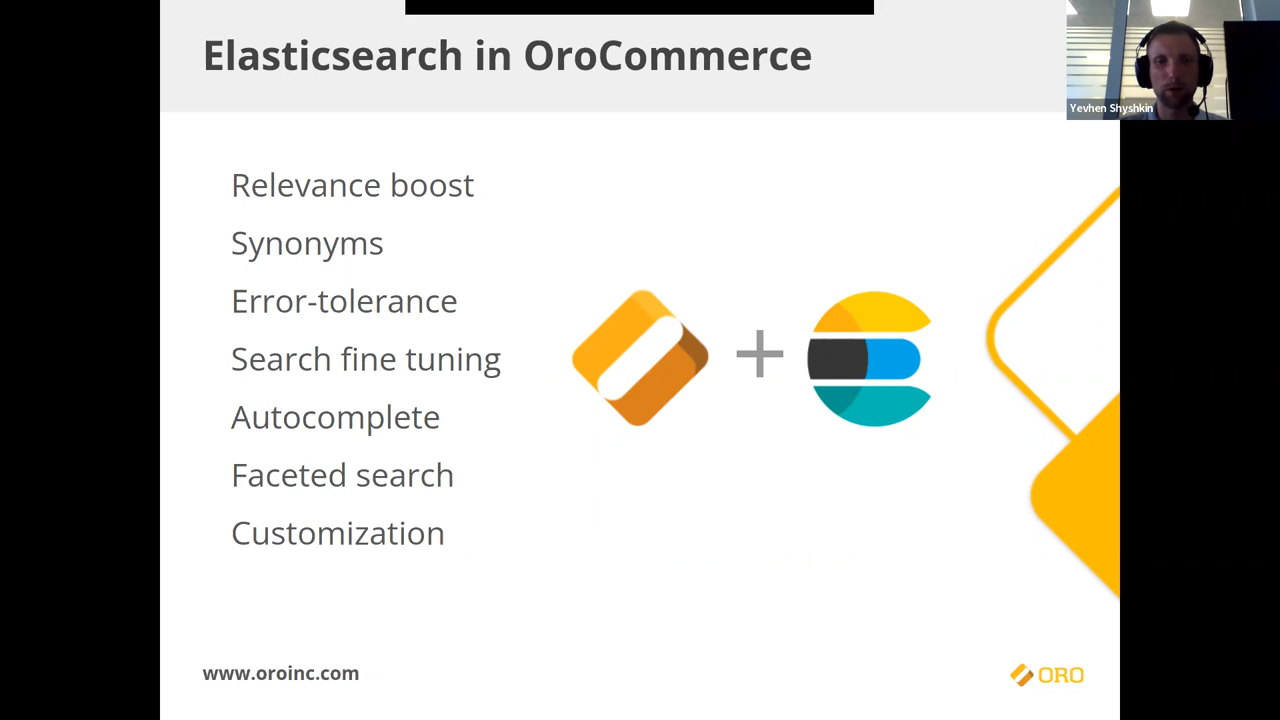 Elasticsearch in OroCommerce
Yevhen Shyshkin
Relevance boost
Synonyms
Error-tolerance
Search fine tuning
Autocomplete
Faceted search
Customization
www.oroinc.com
ORO